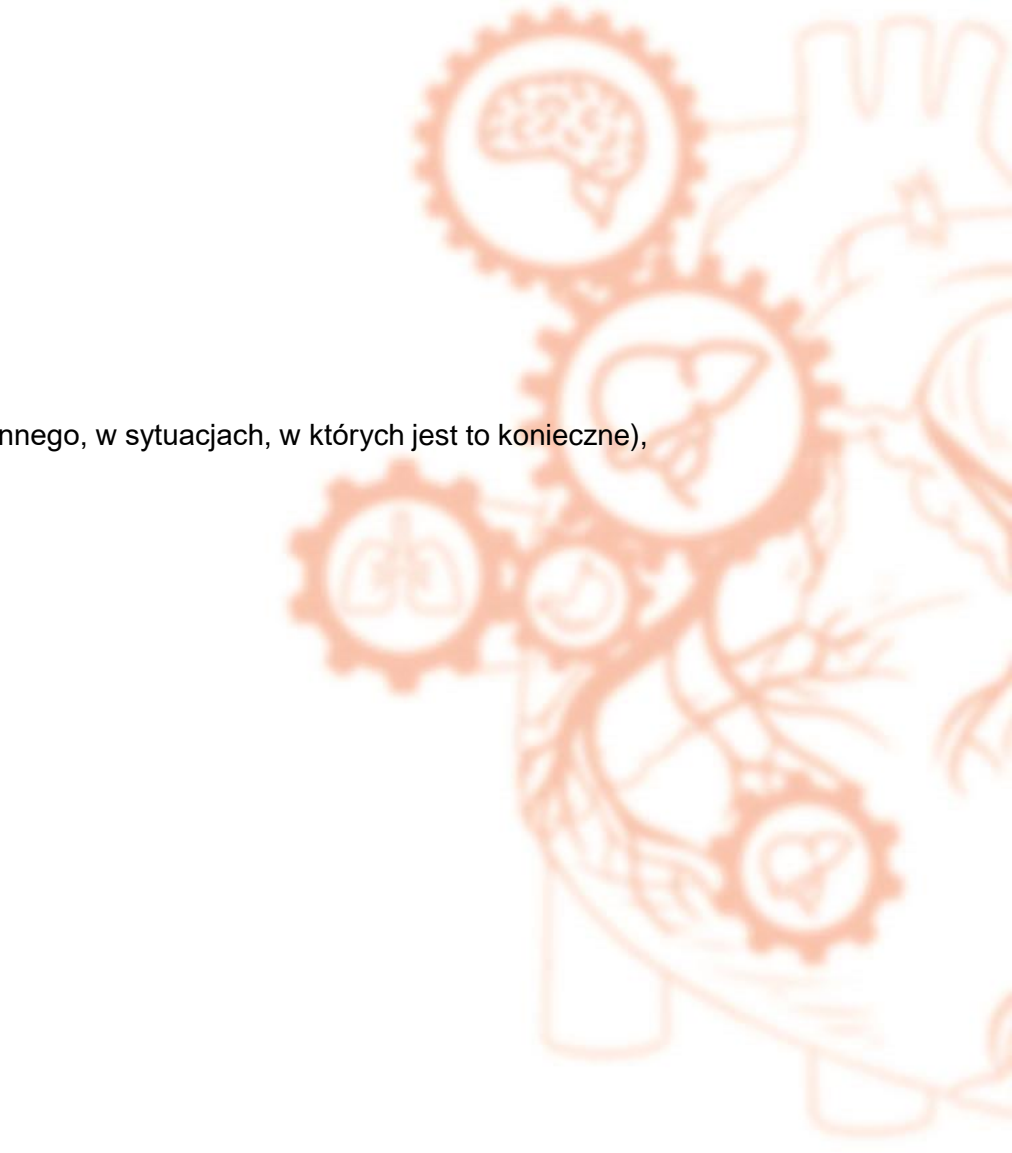 nnego, w sytuacjach, w których jest to konieczne),